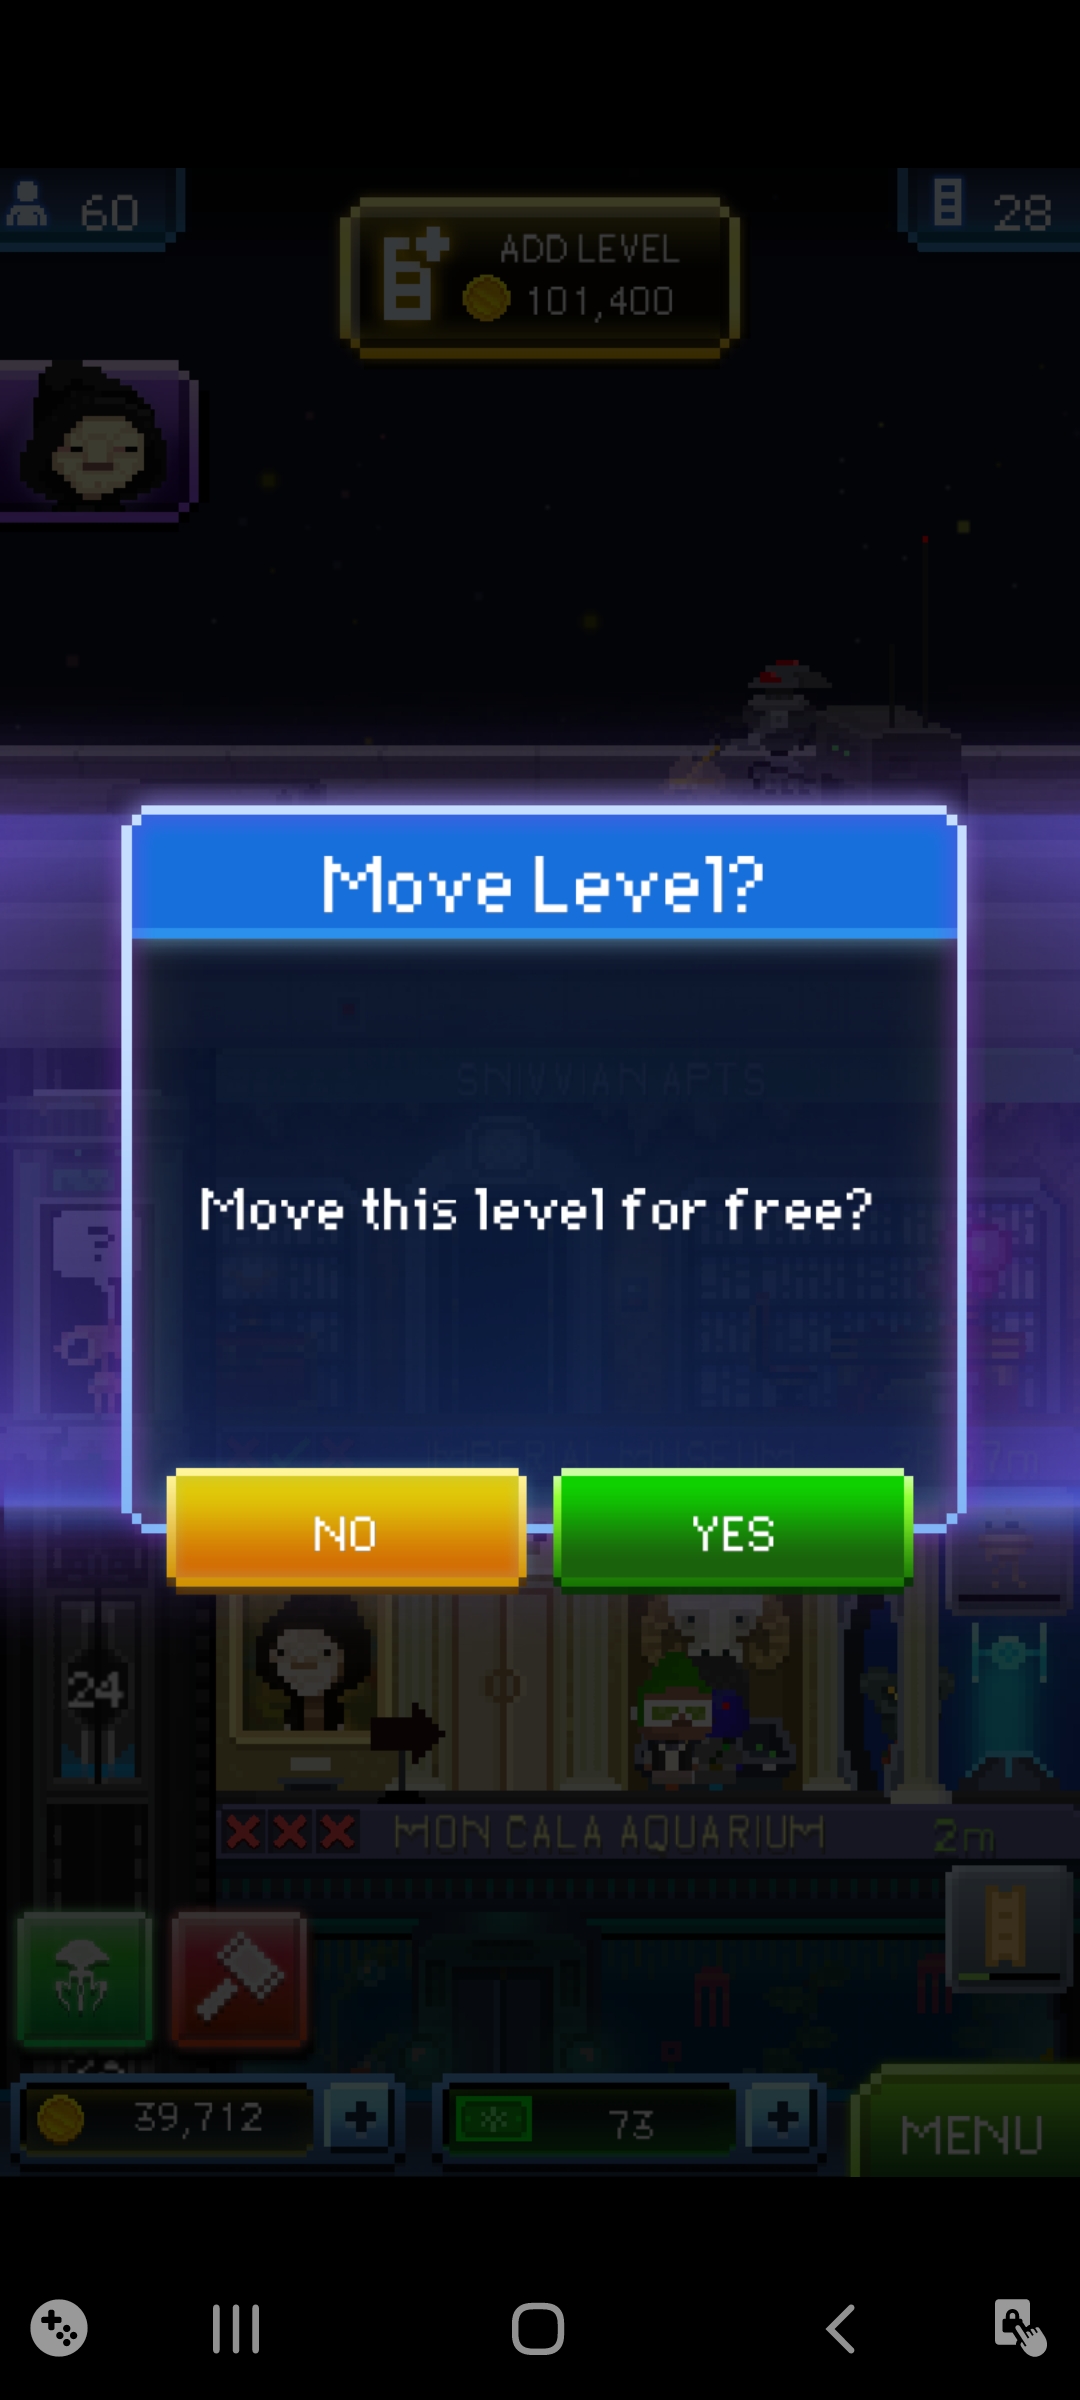 60
28
ADD LEVEL
101,400
Move Level?
SNIVVIAN APTS
Move this level for free?
?
IMPERIAL MUSEUM
NO
YES
24
MON CALA AQUARIUM
2m
39,712
73
MENU